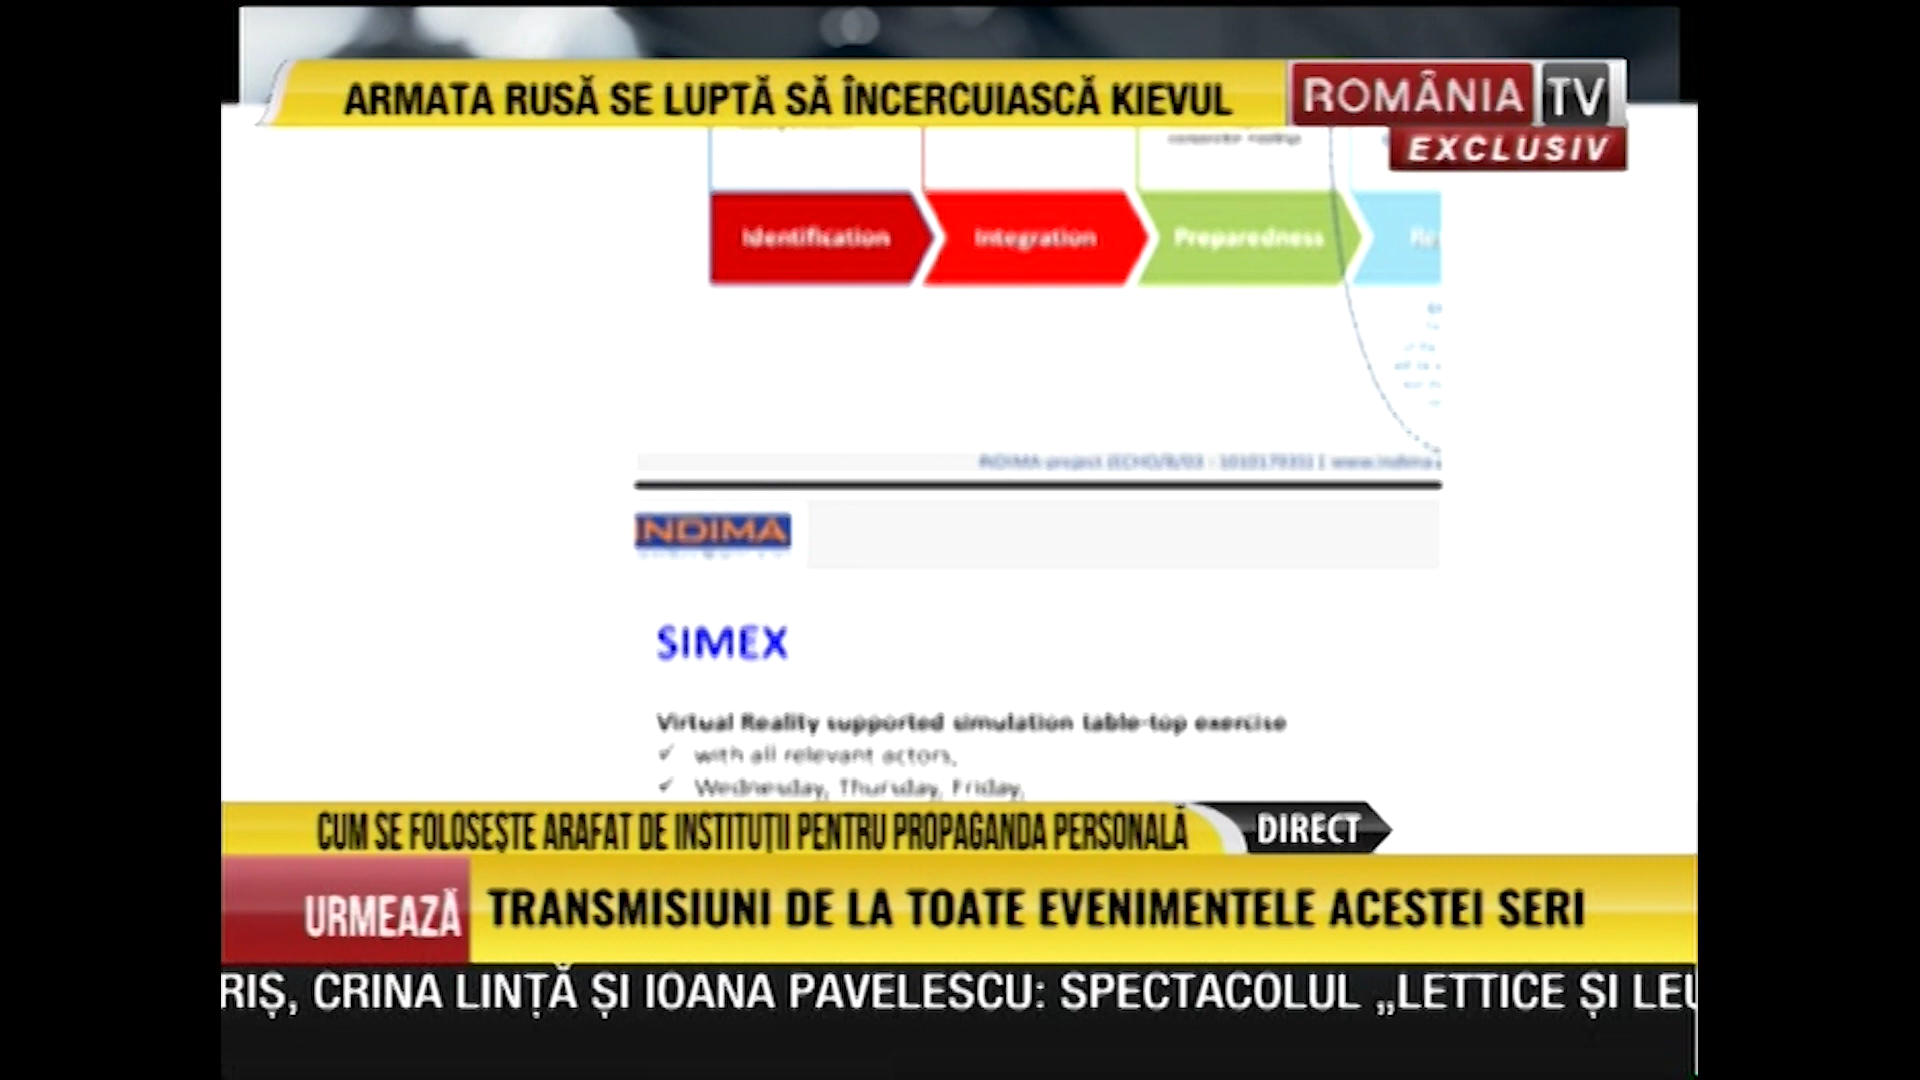 ARMATA RUSĂ SE LUPTĂ SĂ ÎNCERCUIASCĂ KIEVUL
ROMÂNIA TV
EXCLUSIV
Identification
Integration
Preparedness
INDIMA
SIMEX
Virtual Reality supported simulation table-top exercise
✓ with all relevant actors,
✓ Wednesday, Thursday, Friday,
CUM SE FOLOSEȘTE ARAFAT DE INSTITUȚII PENTRU PROPAGANDA PERSONALĂ
DIRECT
URMEAZĂ
TRANSMISIUNI DE LA TOATE EVENIMENTELE ACESTEI SERI
RIȘ, CRINA LINȚĂ ȘI IOANA PAVELESCU: SPECTACOLUL „LETTICE ȘI LEU